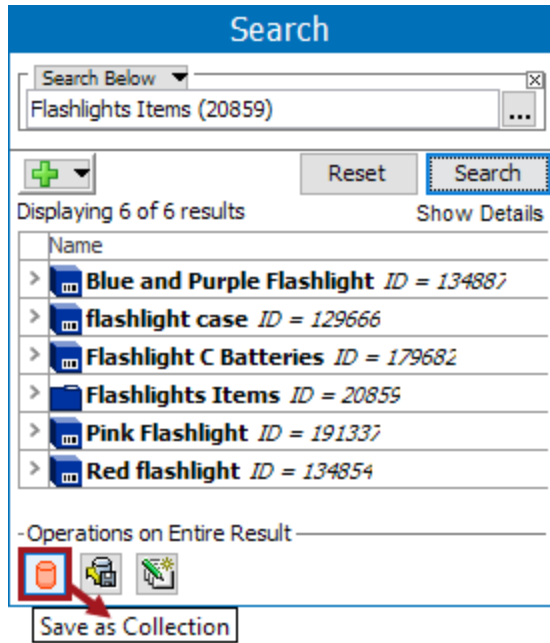 Search
Search Below
Flashlights Items (20859)
...
Reset
Search
Displaying 6 of 6 results
Show Details
Name
Blue and Purple Flashlight ID = 134887
flashlight case ID = 129666
Flashlight C Batteries ID = 179682
Flashlights Items ID = 20859
Pink Flashlight ID = 191337
Red flashlight ID = 134854
Operations on Entire Result
Save as Collection